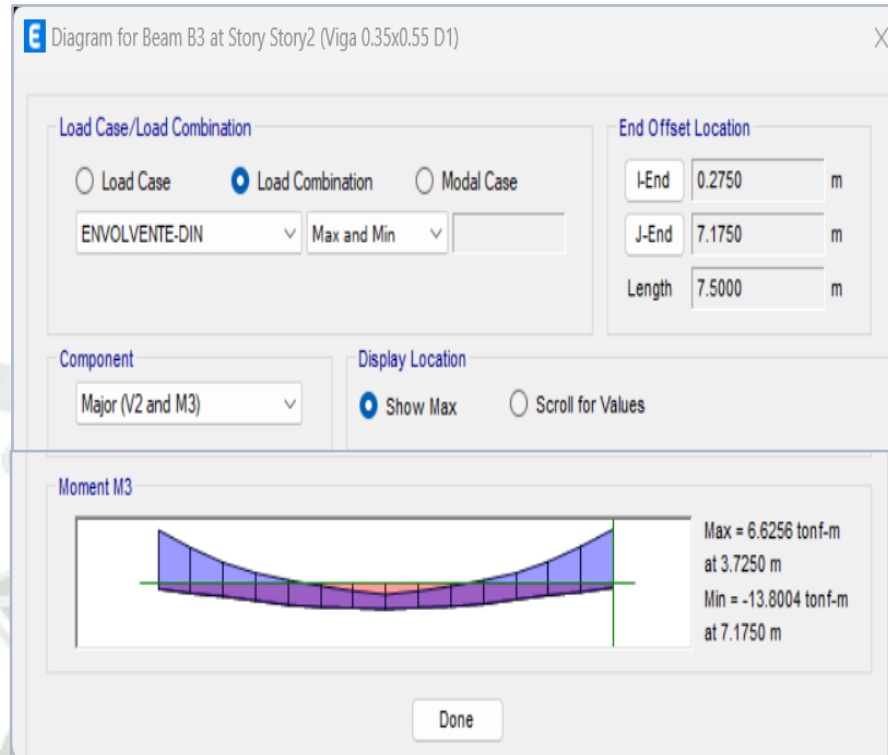 E Diagram for Beam B3 at Story Story2 (Viga 0.35x0.55 D1)
Load Case/Load Combination
Load Case Load Combination Modal Case
ENVOLVENTE-DIN Max and Min
End Offset Location
I-End 0.2750 m
J-End 7.1750 m
Length 7.5000 m
Component
Major (V2 and M3)
Display Location
Show Max Scroll for Values
Moment M3
Max = 6.6256 tonf-m
at 3.7250 m
Min = -13.8004 tonf-m
at 7.1750 m
Done